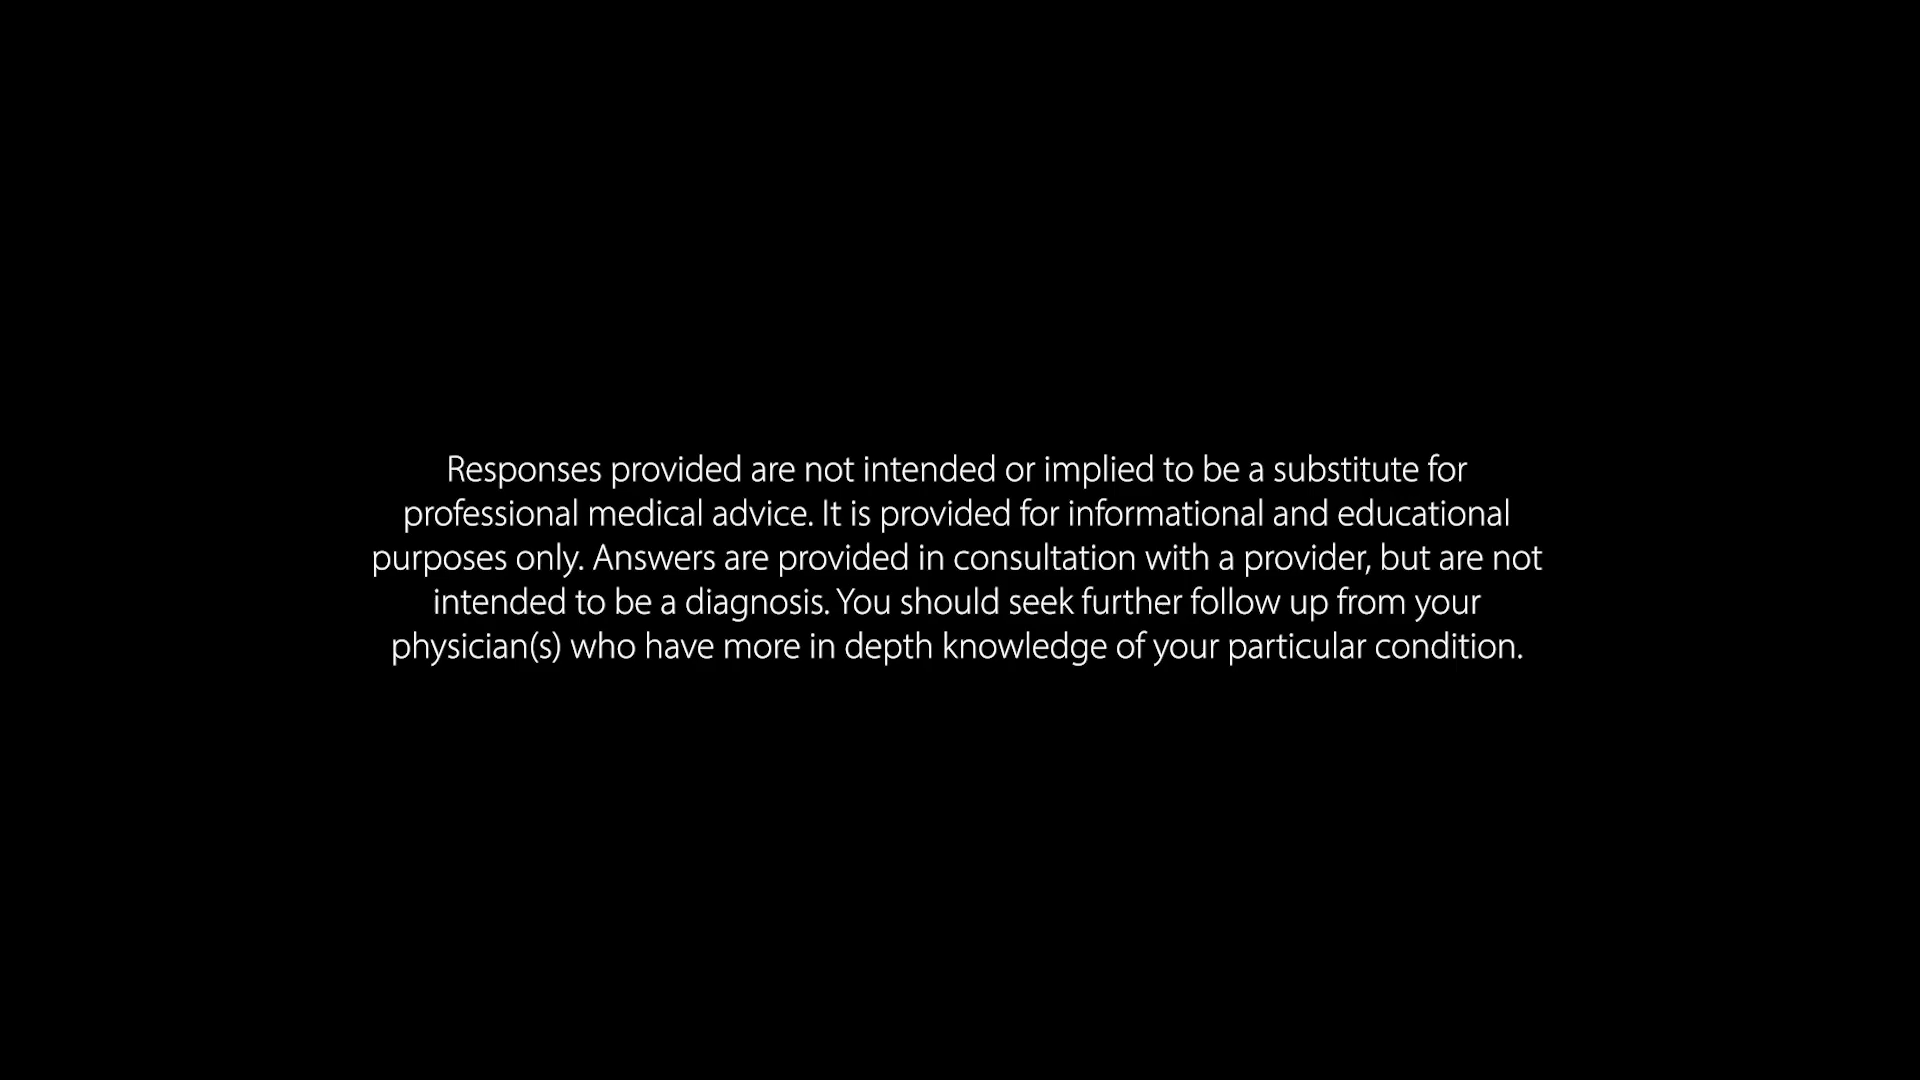 Responses provided are not intended or implied to be a substitute for
professional medical advice. It is provided for informational and educational
purposes only. Answers are provided in consultation with a provider, but are not
intended to be a diagnosis. You should seek further follow up from your
physician(s) who have more in depth knowledge of your particular condition.